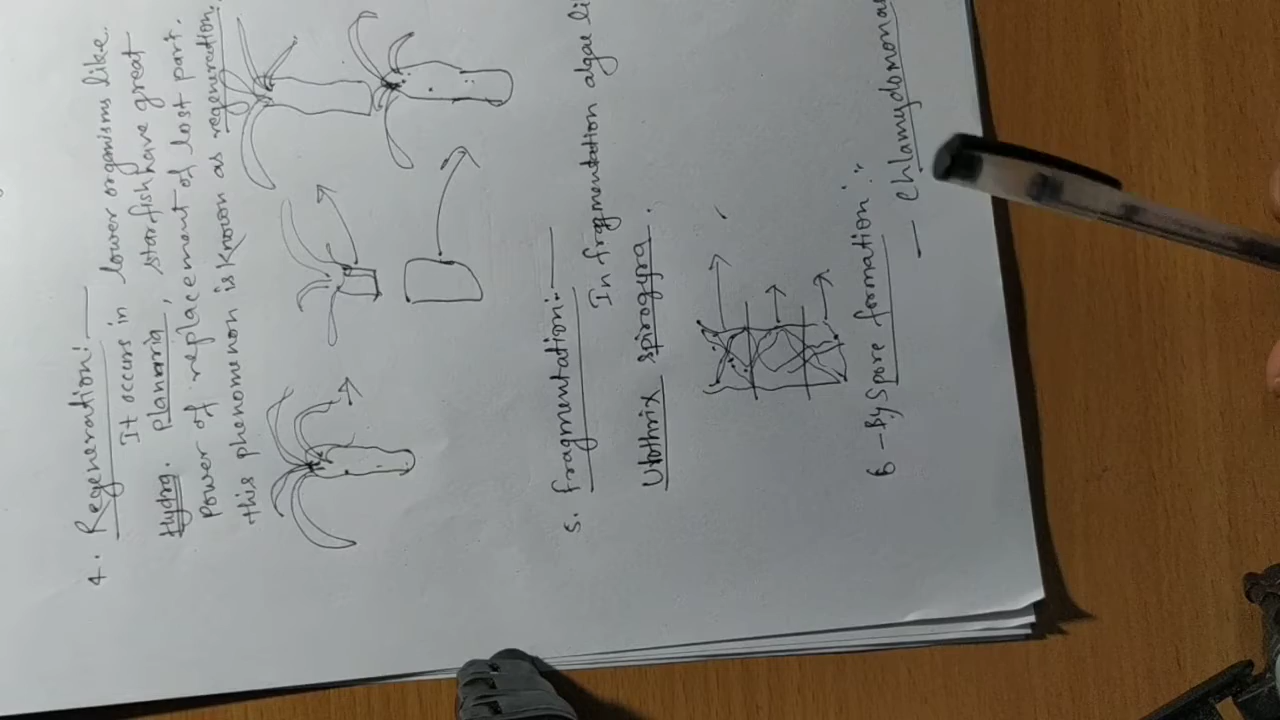 4. Regeneration:—
It occurs in lower organisms like
Hydra. Planaria, starfish have great
power of replacement of lost part.
this phenomenon is known as regeneration.
5. fragmentation:—
In fragmentation algae li
Ulothrix spirogyra.
6 - By Spore formation:-
— Chlamydomona